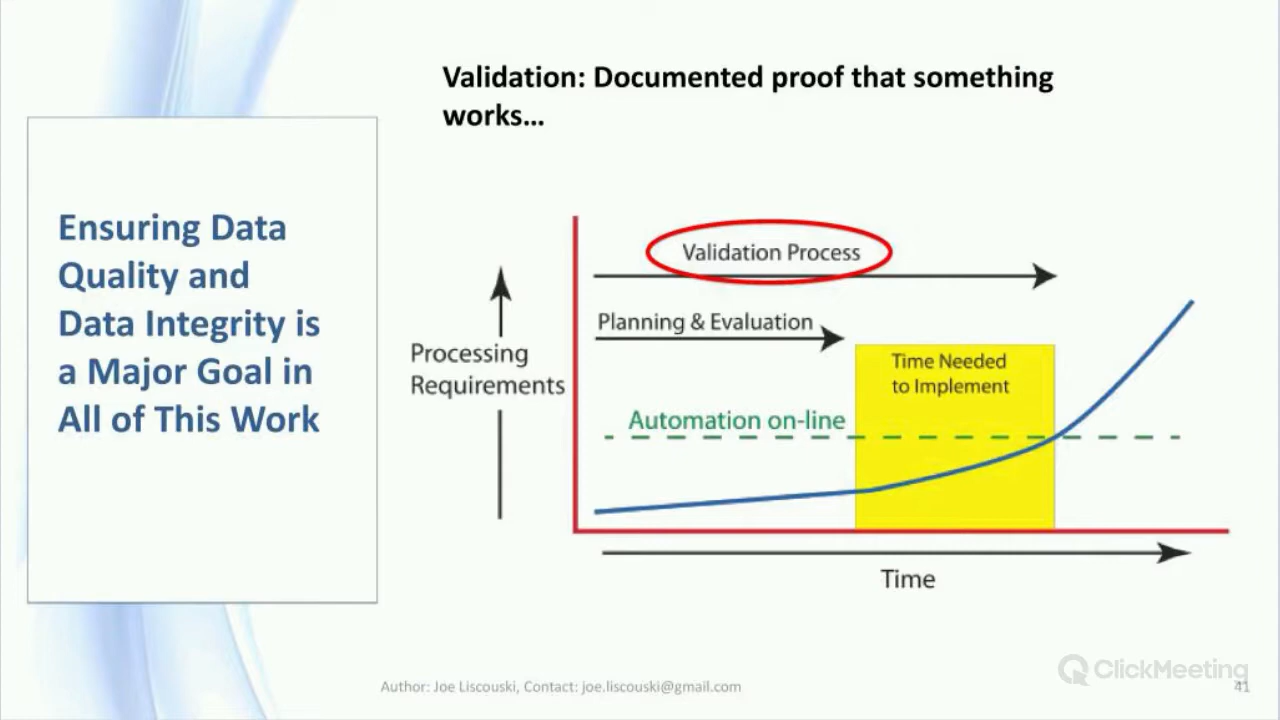 Validation: Documented proof that something
works...
Ensuring Data
Quality and
Data Integrity is
a Major Goal in
All of This Work
Validation Process
Planning & Evaluation
Processing
Requirements
Time Needed
to Implement
Automation on-line
Time
Author: Joe Liscouski, Contact: joe.liscouski@gmail.com
ClickMeeting
41